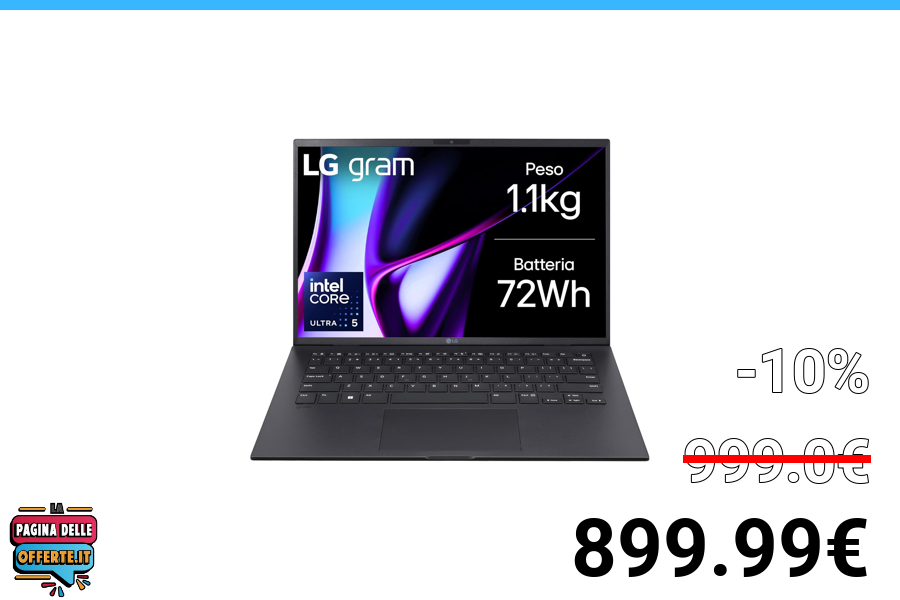 LG gram
Peso
1.1kg
Batteria
72Wh
intel
CORE
ULTRA 5
LG
-10%
999.0€
899.99€
LA
PAGINA DELLE
OFFERTE.IT